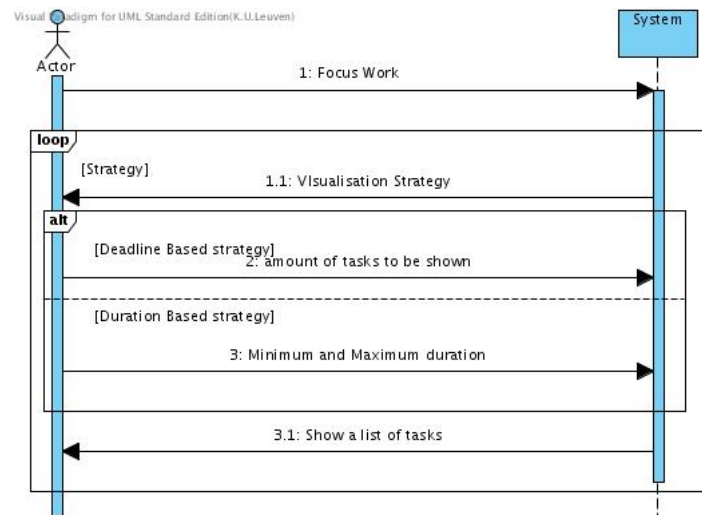 Visual Paradigm for UML Standard Edition(K.U.Leuven)
System
Actor
1: Focus Work
loop
[Strategy]
1.1: VIsualisation Strategy
alt
[Deadline Based strategy]
2: amount of tasks to be shown
[Duration Based strategy]
3: Minimum and Maximum duration
3.1: Show a list of tasks